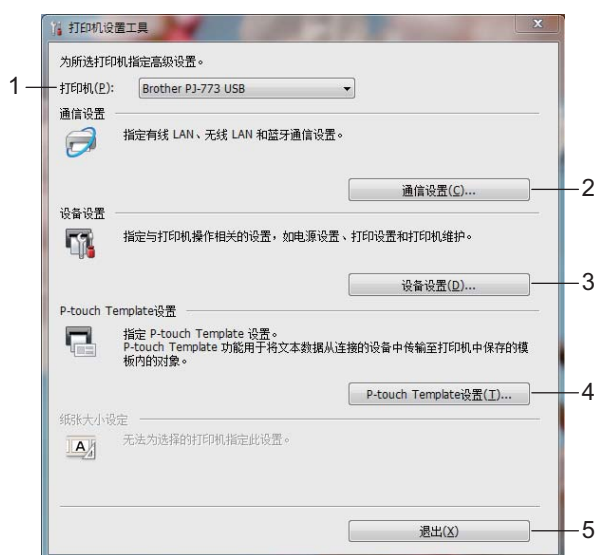 打印机设置工具
为所选打印机指定高级设置。
1
打印机(P):
Brother PJ-773 USB
通信设置
指定有线 LAN、无线 LAN 和蓝牙通信设置。
通信设置(C)...
2
设备设置
指定与打印机操作相关的设置，如电源设置、打印设置和打印机维护。
设备设置(D)...
3
P-touch Template设置
指定 P-touch Template 设置。
P-touch Template 功能用于将文本数据从连接的设备中传输至打印机中保存的模
板内的对象。
P-touch Template设置(T)...
4
纸张大小设定
A
无法为选择的打印机指定此设置。
退出(X)
5